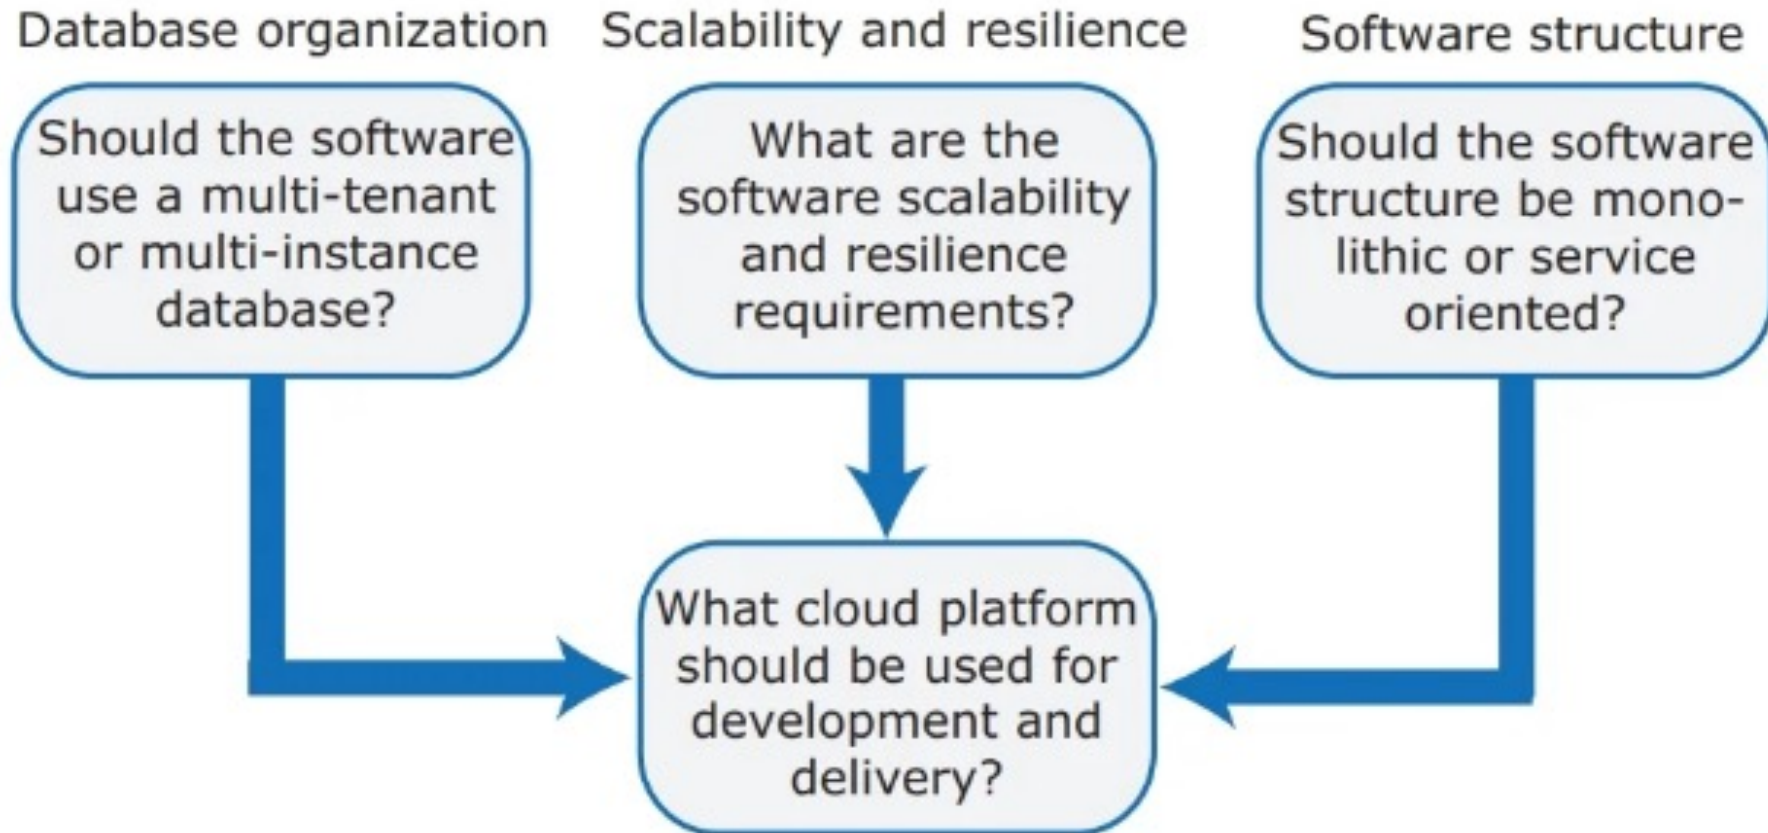 Database organization
Scalability and resilience
Software structure
Should the software
use a multi-tenant
or multi-instance
database?
What are the
software scalability
and resilience
requirements?
Should the software
structure be mono-
lithic or service
oriented?
What cloud platform
should be used for
development and
delivery?